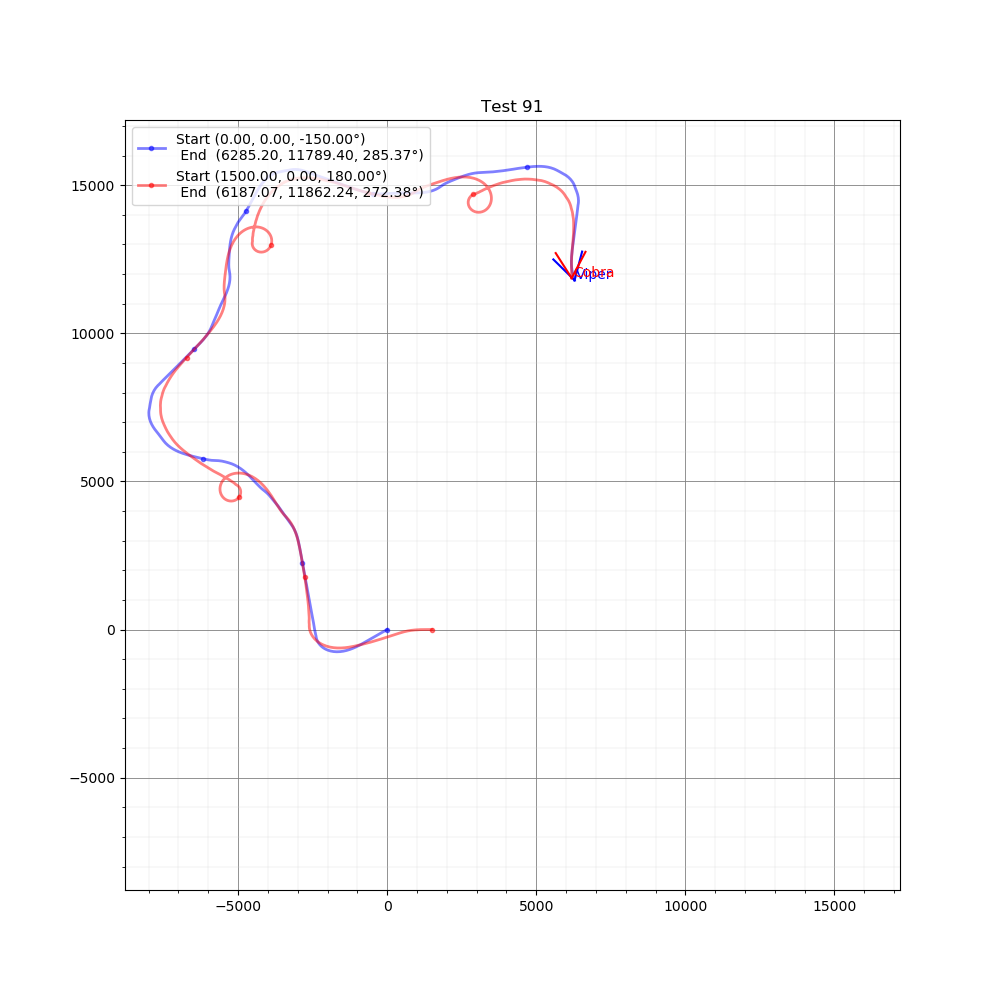 Test 91
Start (0.00, 0.00, -150.00°)
End (6285.20, 11789.40, 285.37°)
Start (1500.00, 0.00, 180.00°)
End (6187.07, 11862.24, 272.38°)
15000
10000
5000
0
−5000
Cobra
Viper
−5000
0
5000
10000
15000